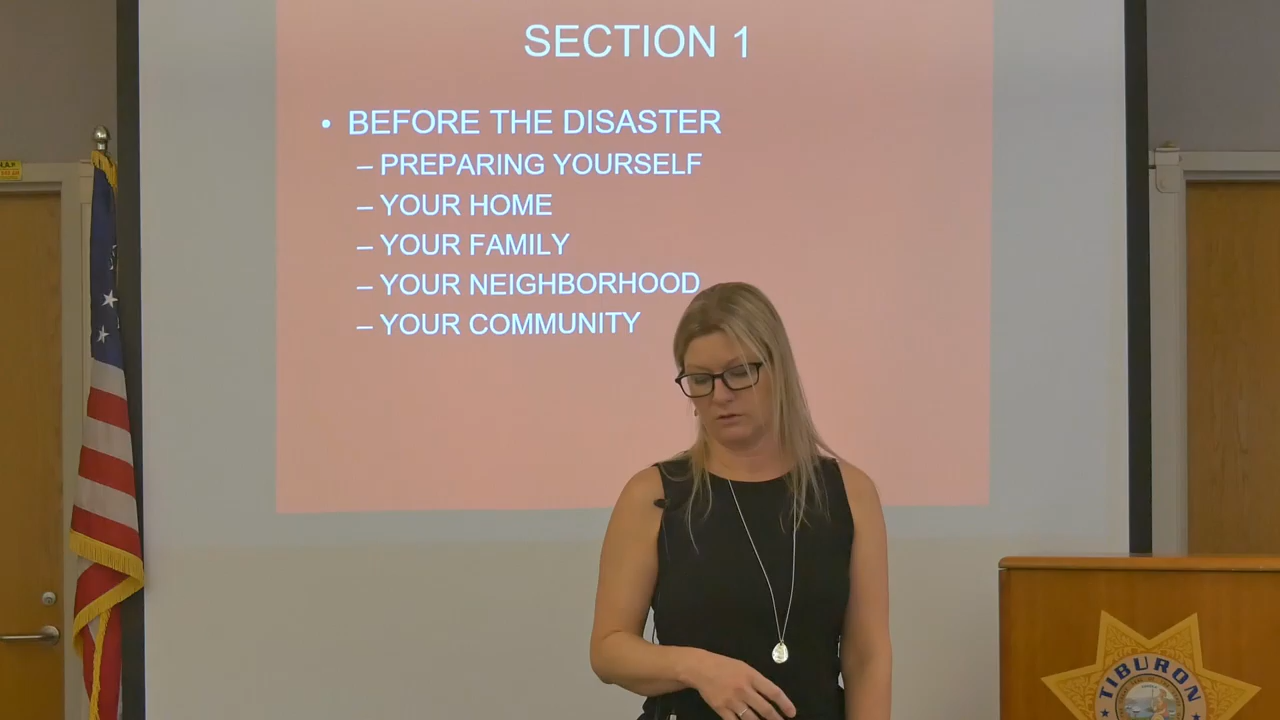 SECTION 1
• BEFORE THE DISASTER
– PREPARING YOURSELF
– YOUR HOME
– YOUR FAMILY
– YOUR NEIGHBORHOOD
– YOUR COMMUNITY
TIBURON